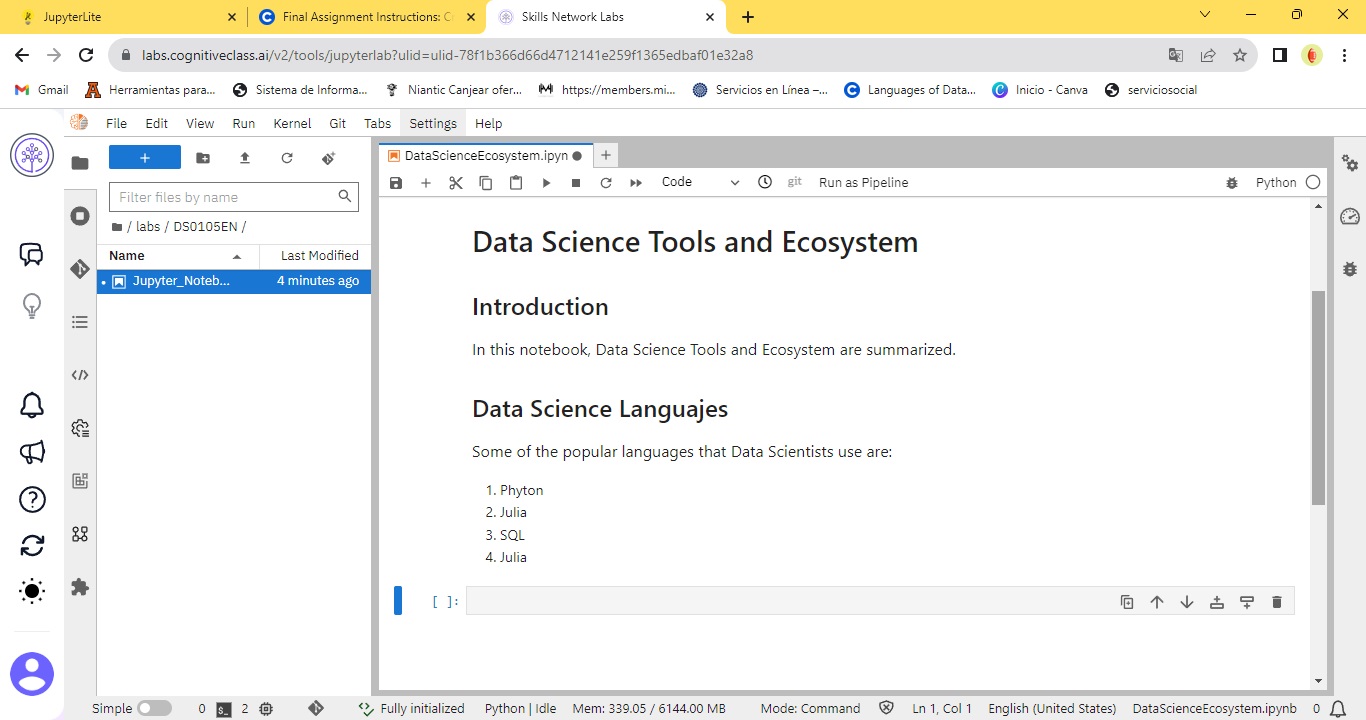 JupyterLite
Final Assignment Instructions: C
Skills Network Labs
labs.cognitiveclass.ai/v2/tools/jupyterlab?ulid=ulid-78f1b366d66d4712141e259f1365edbaf01e32a8
Gmail
Herramientas para...
Sistema de Informa...
Niantic Canjear ofer...
https://members.mi...
Servicios en Línea –...
Languages of Data...
Inicio - Canva
serviciosocial
File Edit View Run Kernel Git Tabs Settings Help
DataScienceEcosystem.ipyn
Code
git
Run as Pipeline
Python
Filter files by name
/ labs / DS0105EN /
Name Last Modified
Jupyter_Noteb... 4 minutes ago
Data Science Tools and Ecosystem
Introduction
In this notebook, Data Science Tools and Ecosystem are summarized.
Data Science Languajes
Some of the popular languages that Data Scientists use are:
1. Phyton
2. Julia
3. SQL
4. Julia
[ ]:
Simple 0 2 Fully initialized Python | Idle Mem: 339.05 / 6144.00 MB Mode: Command Ln 1, Col 1 English (United States) DataScienceEcosystem.ipynb 0